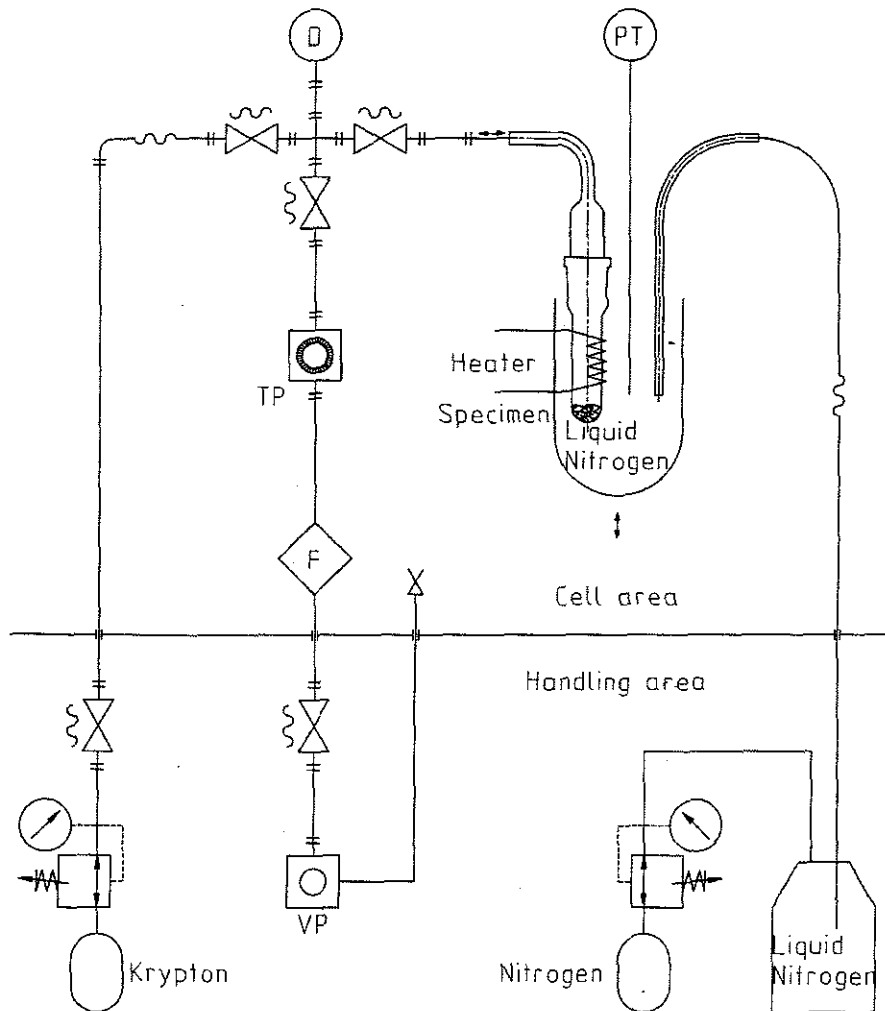 D
PT
Heater
TP
Specimen
Liquid
Nitrogen
F
Cell area
Handling area
VP
Krypton
Nitrogen
Liquid
Nitrogen